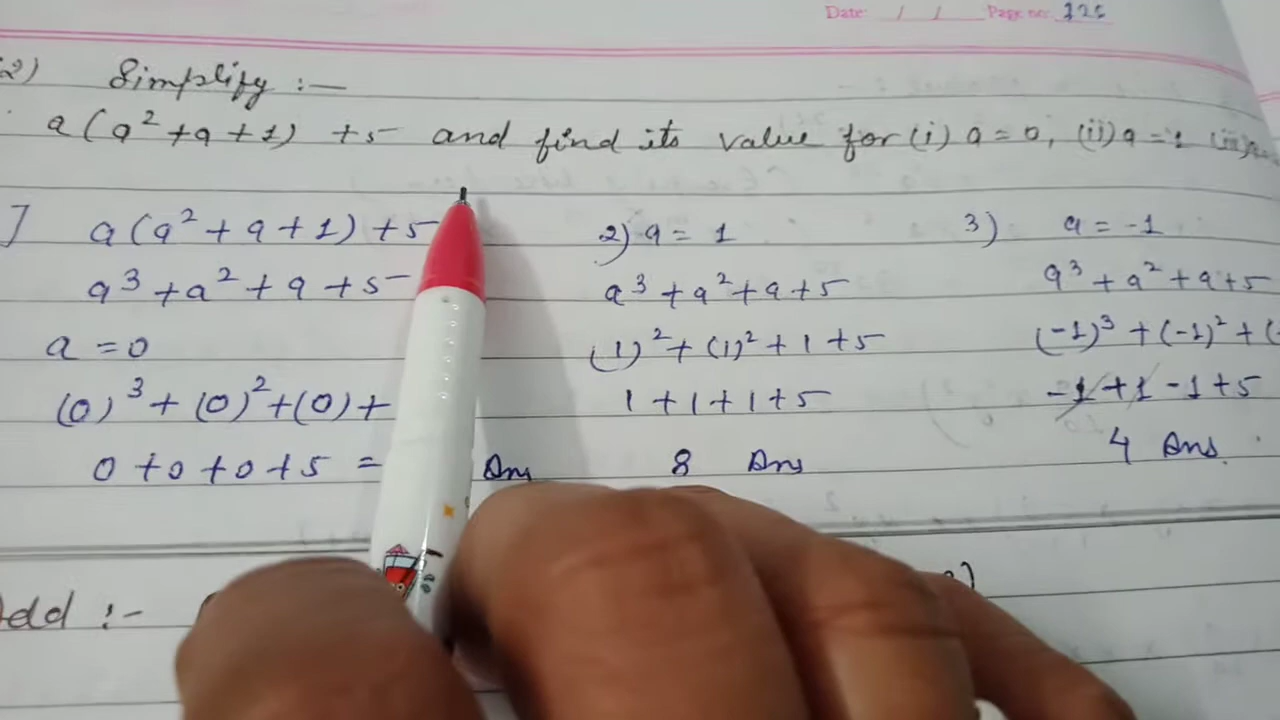 Date: / / Page no: 126
2) Simplify :—
a(a² + a + 1) + 5 and find its value for (i) a = 0, (ii) a = 1 (iii)
] a(a² + a + 1) + 5
a³ + a² + a + 5
a = 0
(0)³ + (0)² + (0) +
0 + 0 + 0 + 5 = Ans
2) a = 1
a³ + a² + a + 5
(1)² + (1)² + 1 + 5
1 + 1 + 1 + 5
8 Ans
3) a = -1
a³ + a² + a + 5
(-1)³ + (-1)² + (-
-1 + 1 - 1 + 5
4 Ans.
Add :-